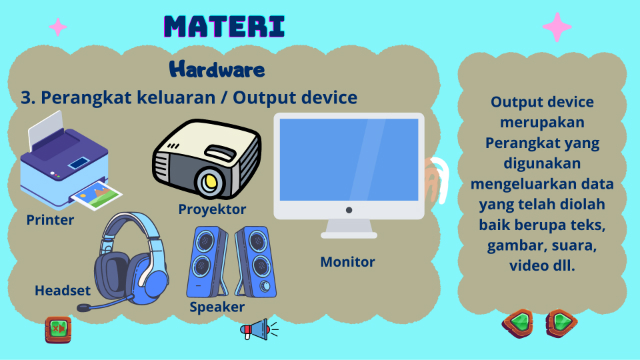 MATERI
Hardware
3. Perangkat keluaran / Output device
Printer
Proyektor
Monitor
Headset
Speaker
Output device
merupakan
Perangkat yang
digunakan
mengeluarkan data
yang telah diolah
baik berupa teks,
gambar, suara,
video dll.